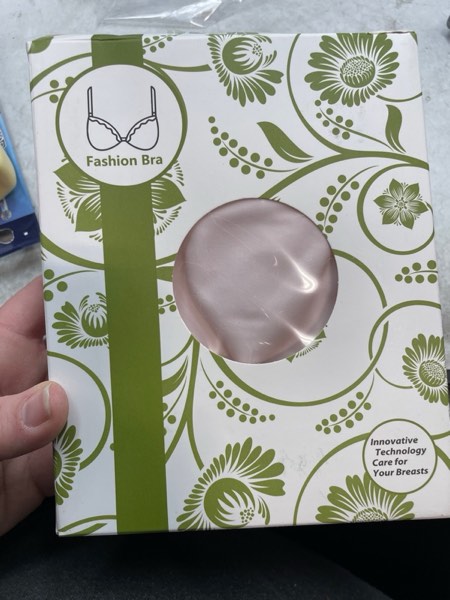 Fashion Bra
Innovative
Technology
Care for
Your Breasts